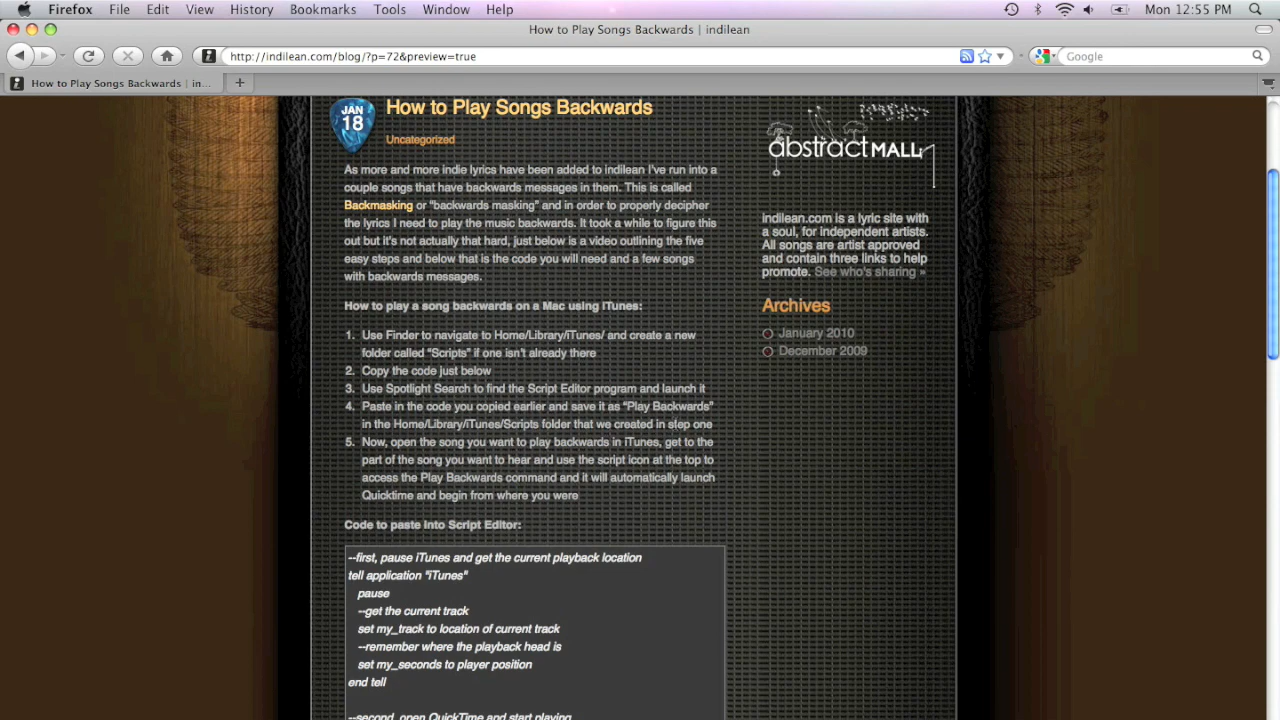 Firefox File Edit View History Bookmarks Tools Window Help Mon 12:55 PM
How to Play Songs Backwards | indilean
http://indilean.com/blog/?p=72&preview=true
Google
How to Play Songs Backwards | in...
JAN
18
How to Play Songs Backwards
Uncategorized
As more and more indie lyrics have been added to indilean I've run into a
couple songs that have backwards messages in them. This is called
Backmasking or "backwards masking" and in order to properly decipher
the lyrics I need to play the music backwards. It took a while to figure this
out but it's not actually that hard, just below is a video outlining the five
easy steps and below that is the code you will need and a few songs
with backwards messages.
How to play a song backwards on a Mac using iTunes:
1. Use Finder to navigate to Home/Library/iTunes/ and create a new
folder called "Scripts" if one isn't already there
2. Copy the code just below
3. Use Spotlight Search to find the Script Editor program and launch it
4. Paste in the code you copied earlier and save it as "Play Backwards"
in the Home/Library/iTunes/Scripts folder that we created in step one
5. Now, open the song you want to play backwards in iTunes, get to the
part of the song you want to hear and use the script icon at the top to
access the Play Backwards command and it will automatically launch
Quicktime and begin from where you were
Code to paste into Script Editor:
--first, pause iTunes and get the current playback location
tell application "iTunes"
pause
--get the current track
set my_track to location of current track
--remember where the playback head is
set my_seconds to player position
end tell
--second, open QuickTime and start playing
abstract MALL
indilean.com is a lyric site with
a soul, for independent artists.
All songs are artist approved
and contain three links to help
promote. See who's sharing »
Archives
January 2010
December 2009